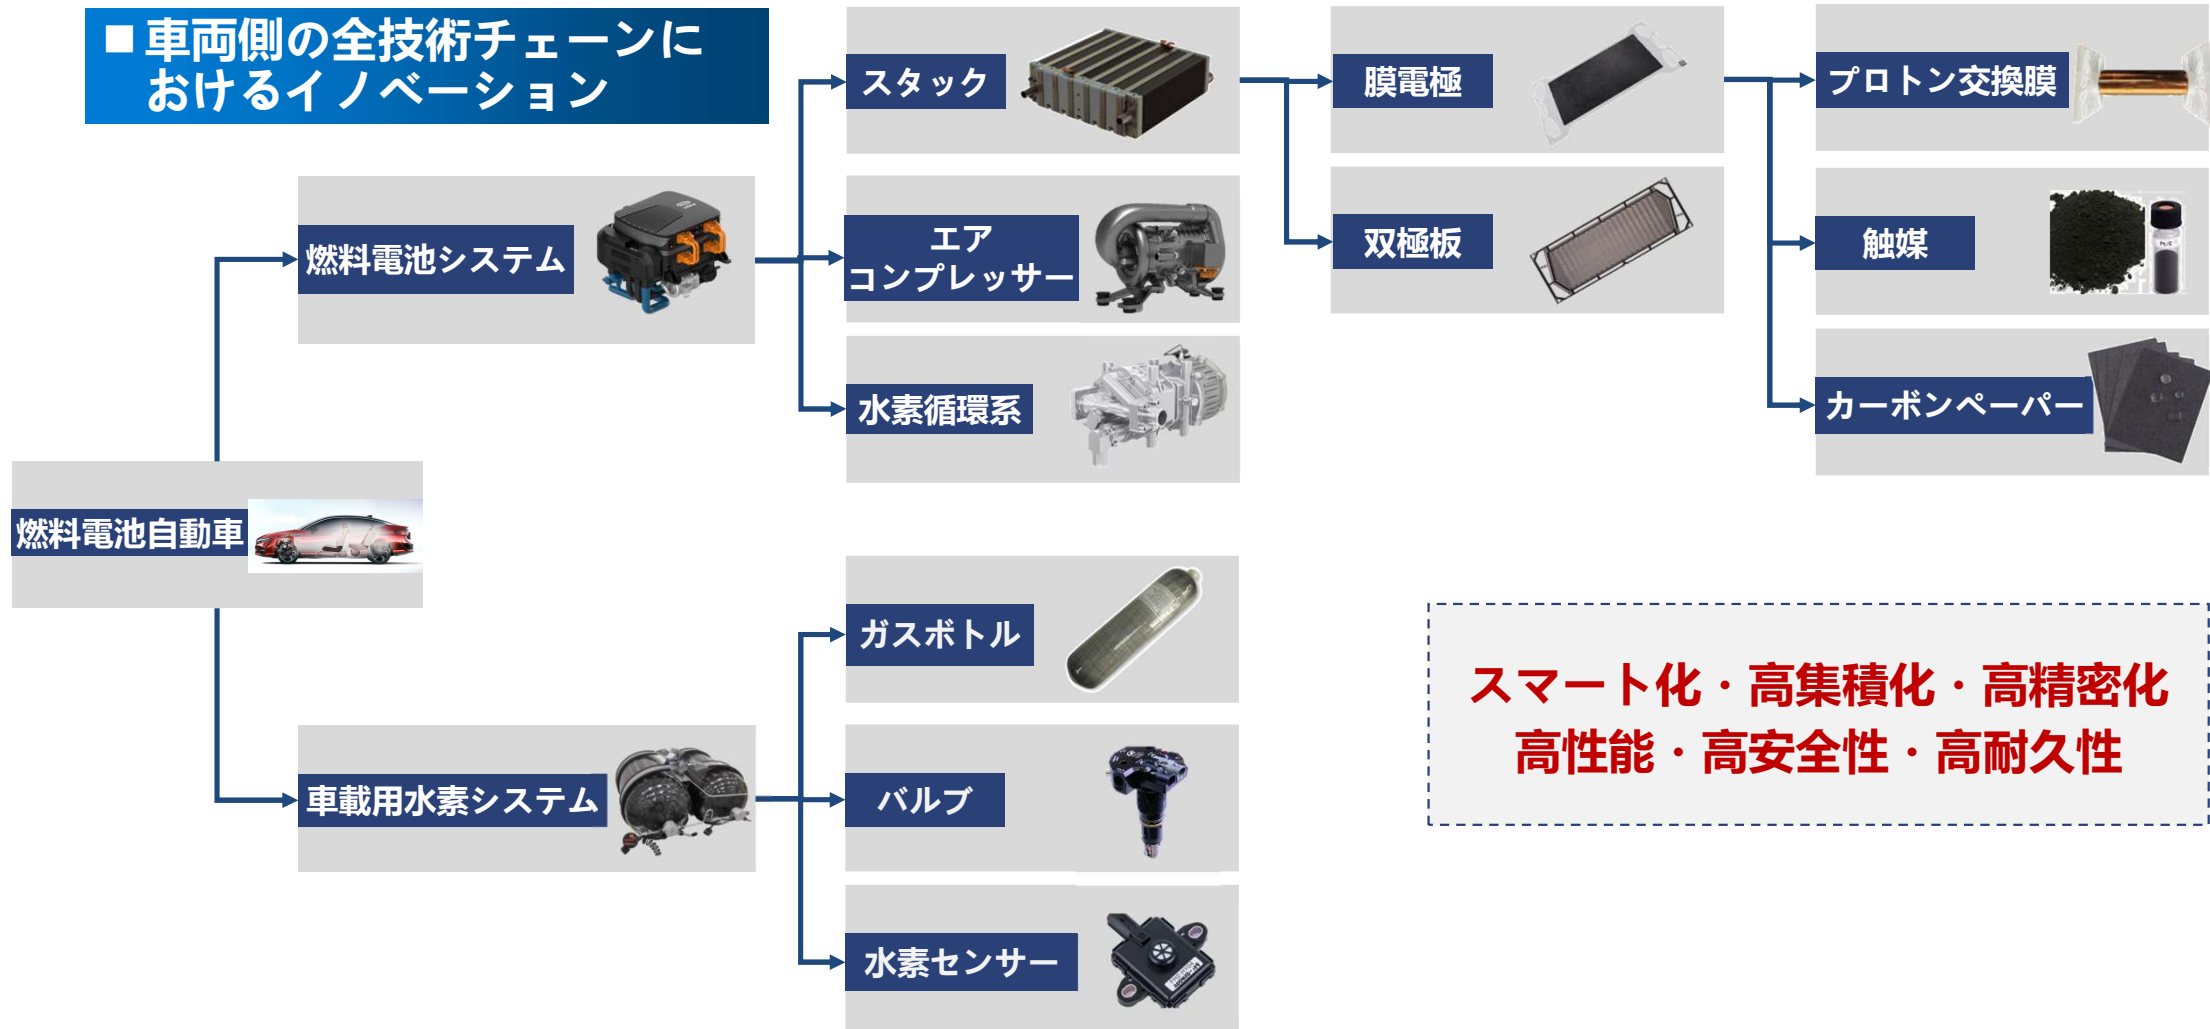 ■ 車両側の全技術チェーンに
おけるイノベーション
スタック
膜電極
プロトン交換膜
燃料電池システム
エア
コンプレッサー
双極板
触媒
水素循環系
カーボンペーパー
燃料電池自動車
ガスボトル
車載用水素システム
バルブ
水素センサー
スマート化・高集積化・高精密化
高性能・高安全性・高耐久性